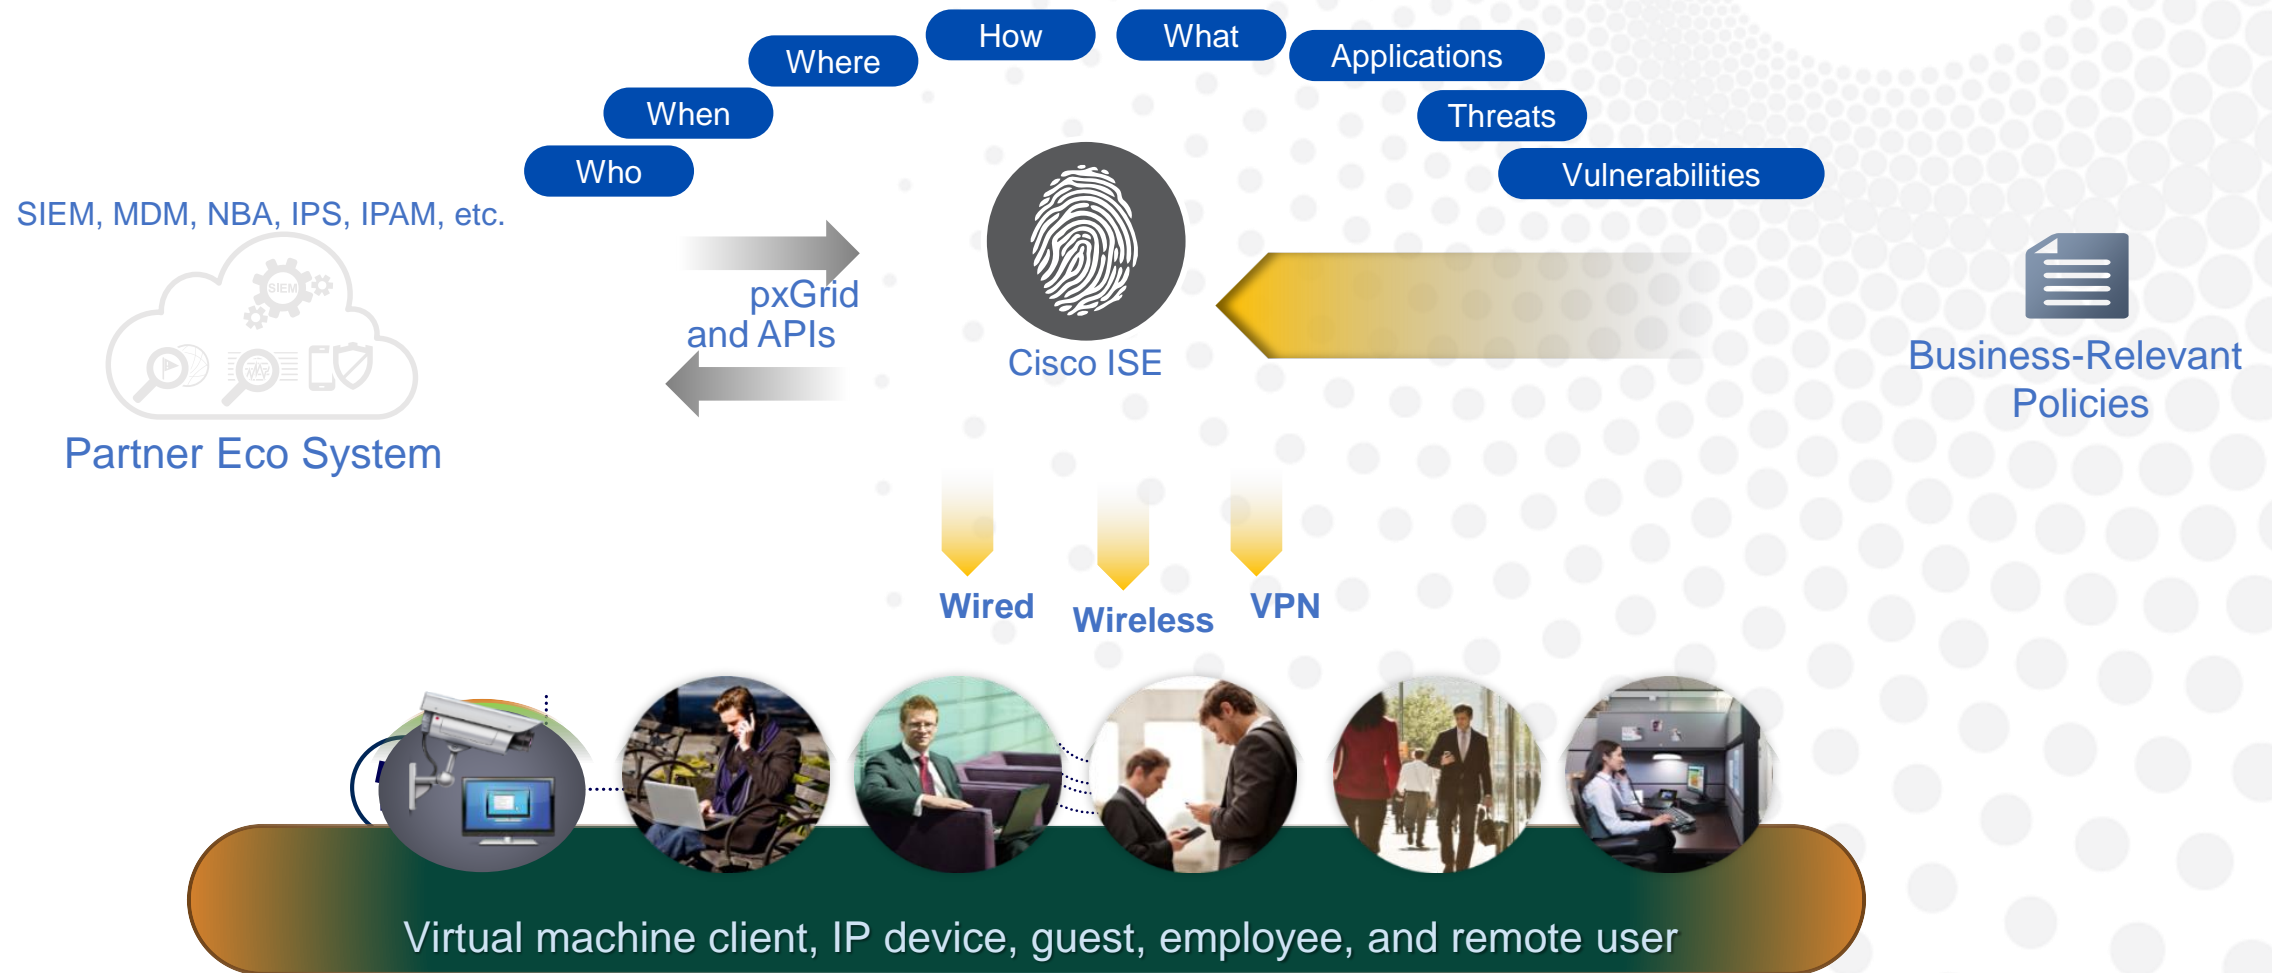 How
What
Where
Applications
When
Threats
Who
Vulnerabilities
SIEM, MDM, NBA, IPS, IPAM, etc.
SIEM
pxGrid
and APIs
Cisco ISE
Business-Relevant
Policies
Partner Eco System
Wired
Wireless
VPN
Virtual machine client, IP device, guest, employee, and remote user